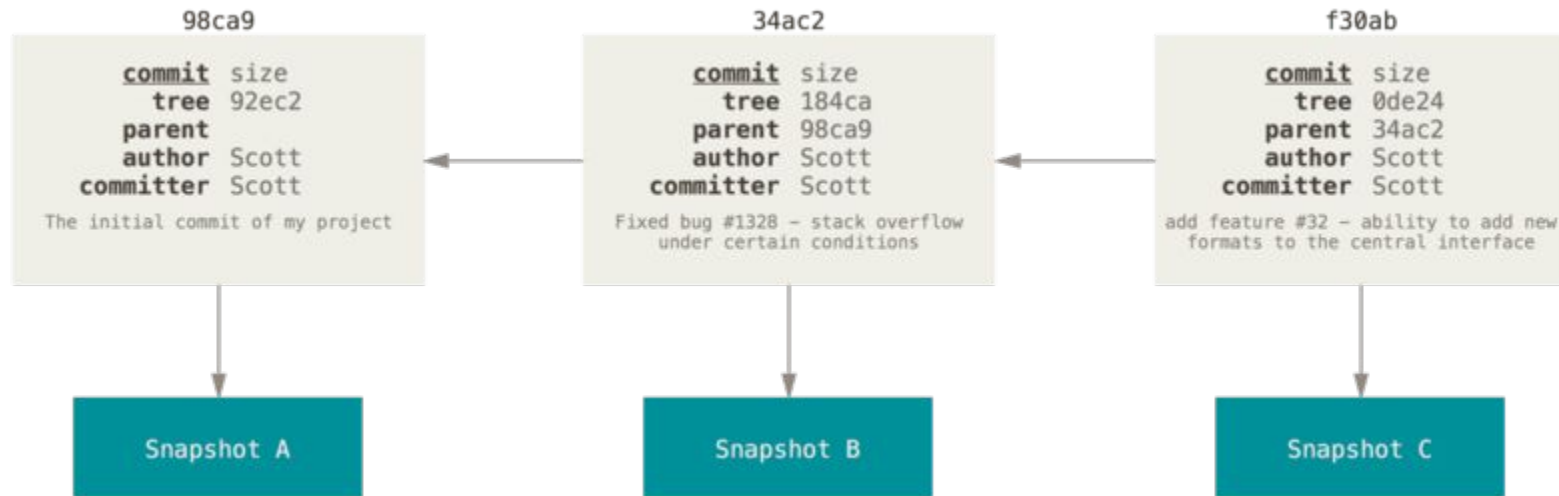 98ca9
commit size
tree 92ec2
parent
author Scott
committer Scott
The initial commit of my project
Snapshot A
34ac2
commit size
tree 184ca
parent 98ca9
author Scott
committer Scott
Fixed bug #1328 – stack overflow
under certain conditions
Snapshot B
f30ab
commit size
tree 0de24
parent 34ac2
author Scott
committer Scott
add feature #32 – ability to add new
formats to the central interface
Snapshot C